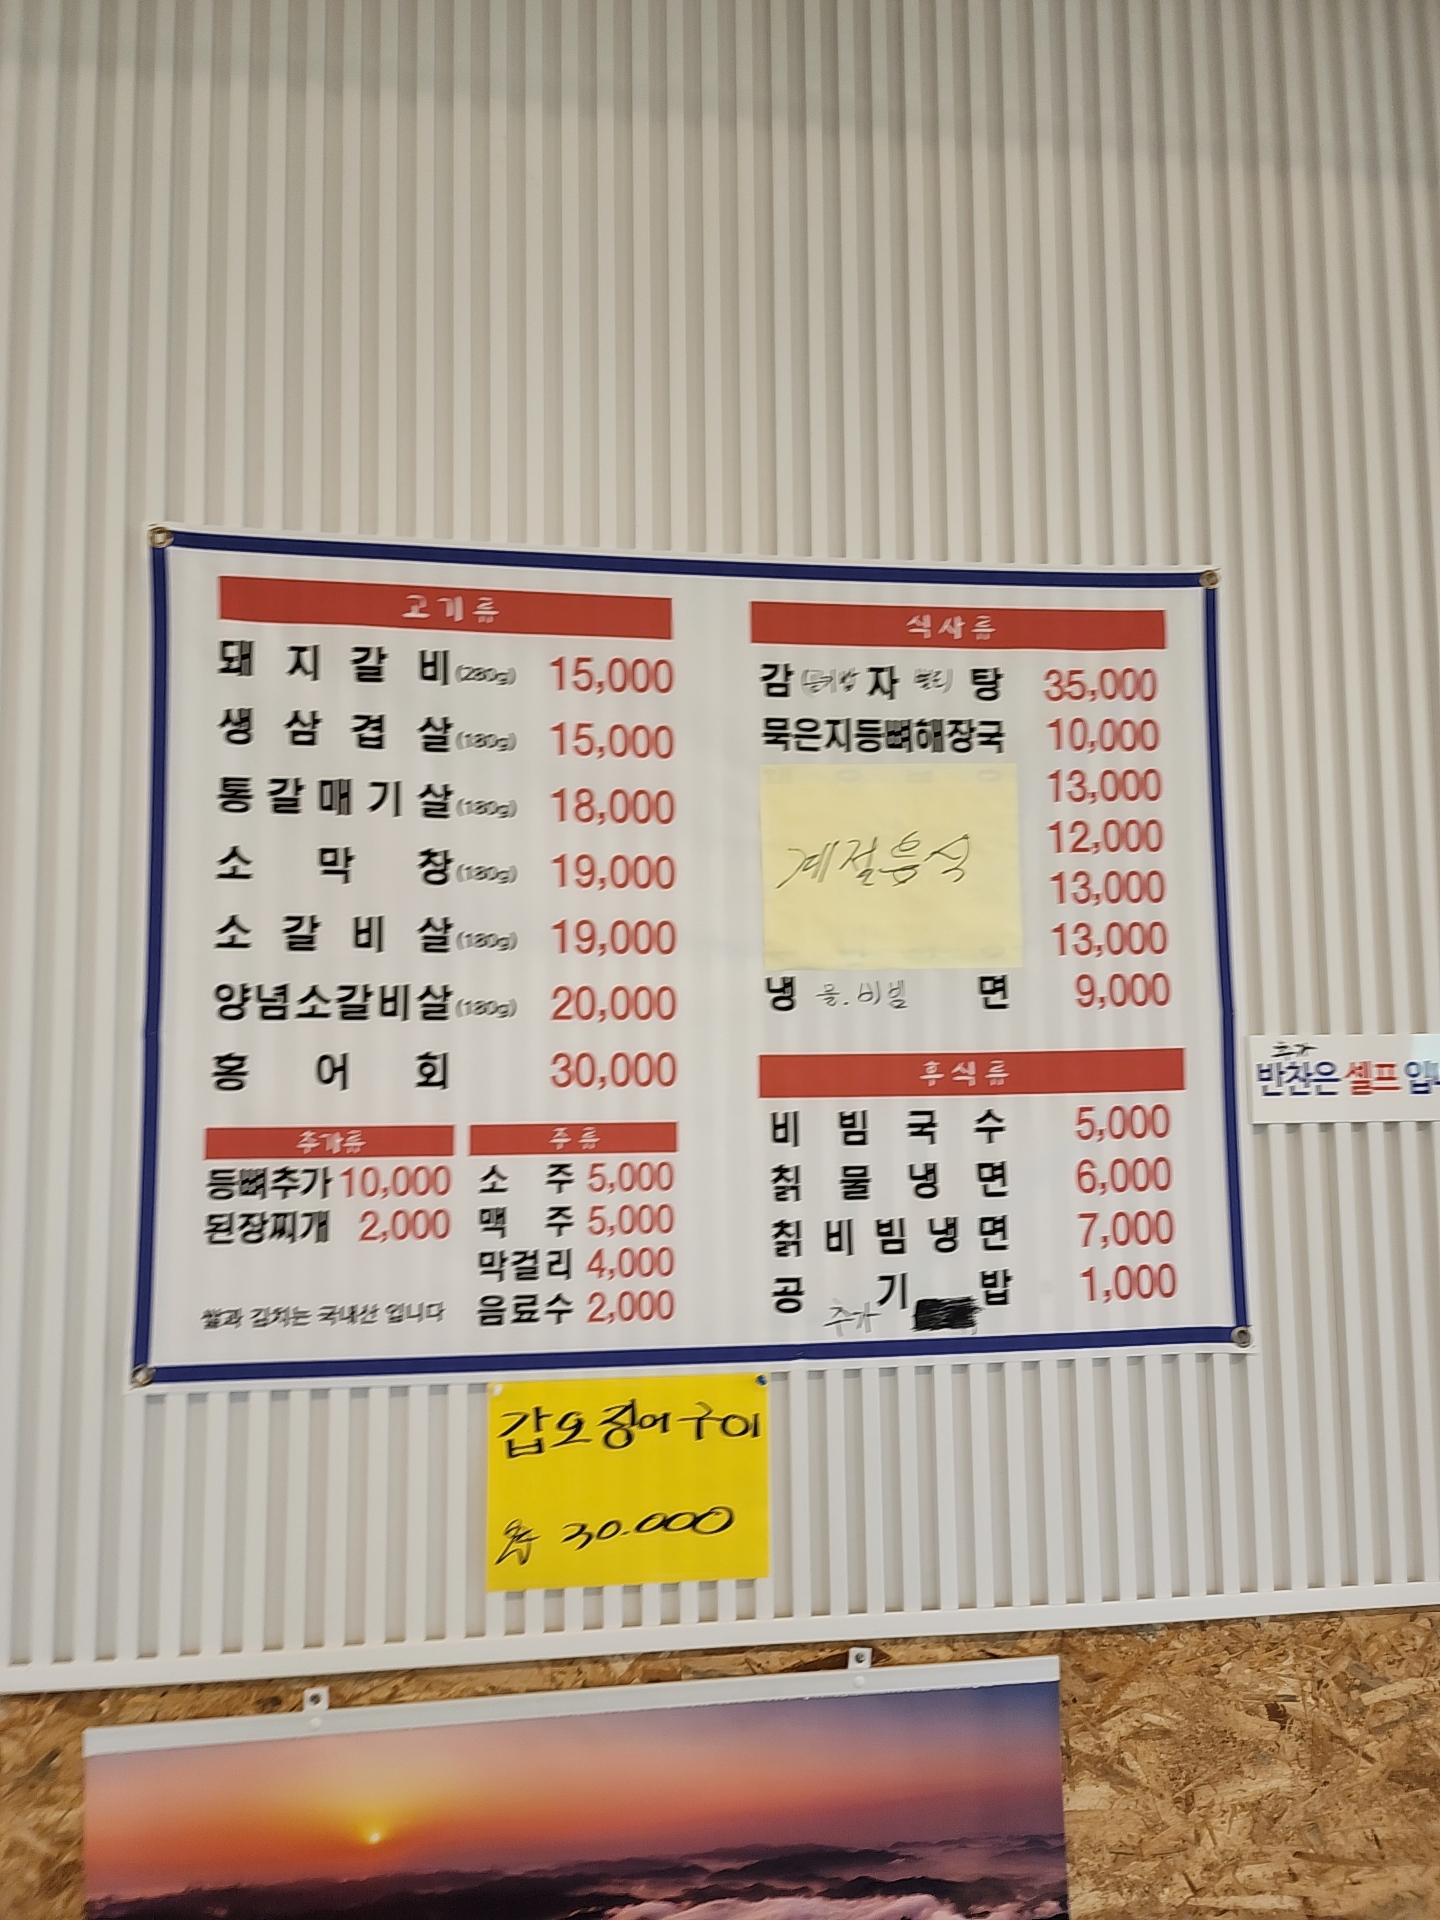 고기류
돼지갈비(280g) 15,000
생삼겹살(180g) 15,000
통갈매기살(180g) 18,000
소막창(180g) 19,000
소갈비살(180g) 19,000
양념소갈비살(180g) 20,000
홍어회 30,000
추가류
등뼈추가 10,000
된장찌개 2,000
쌀과 김치는 국내산 입니다
주류
소주 5,000
맥주 5,000
막걸리 4,000
음료수 2,000
식사류
감자탕 35,000
묵은지등뼈해장국 10,000
계절음식
13,000
12,000
13,000
13,000
냉 물.비빔 면 9,000
후식류
비빔국수 5,000
칡물냉면 6,000
칡비빔냉면 7,000
공기밥 1,000
추가
추가
반찬은 셀프
갑오징어구이
30.000